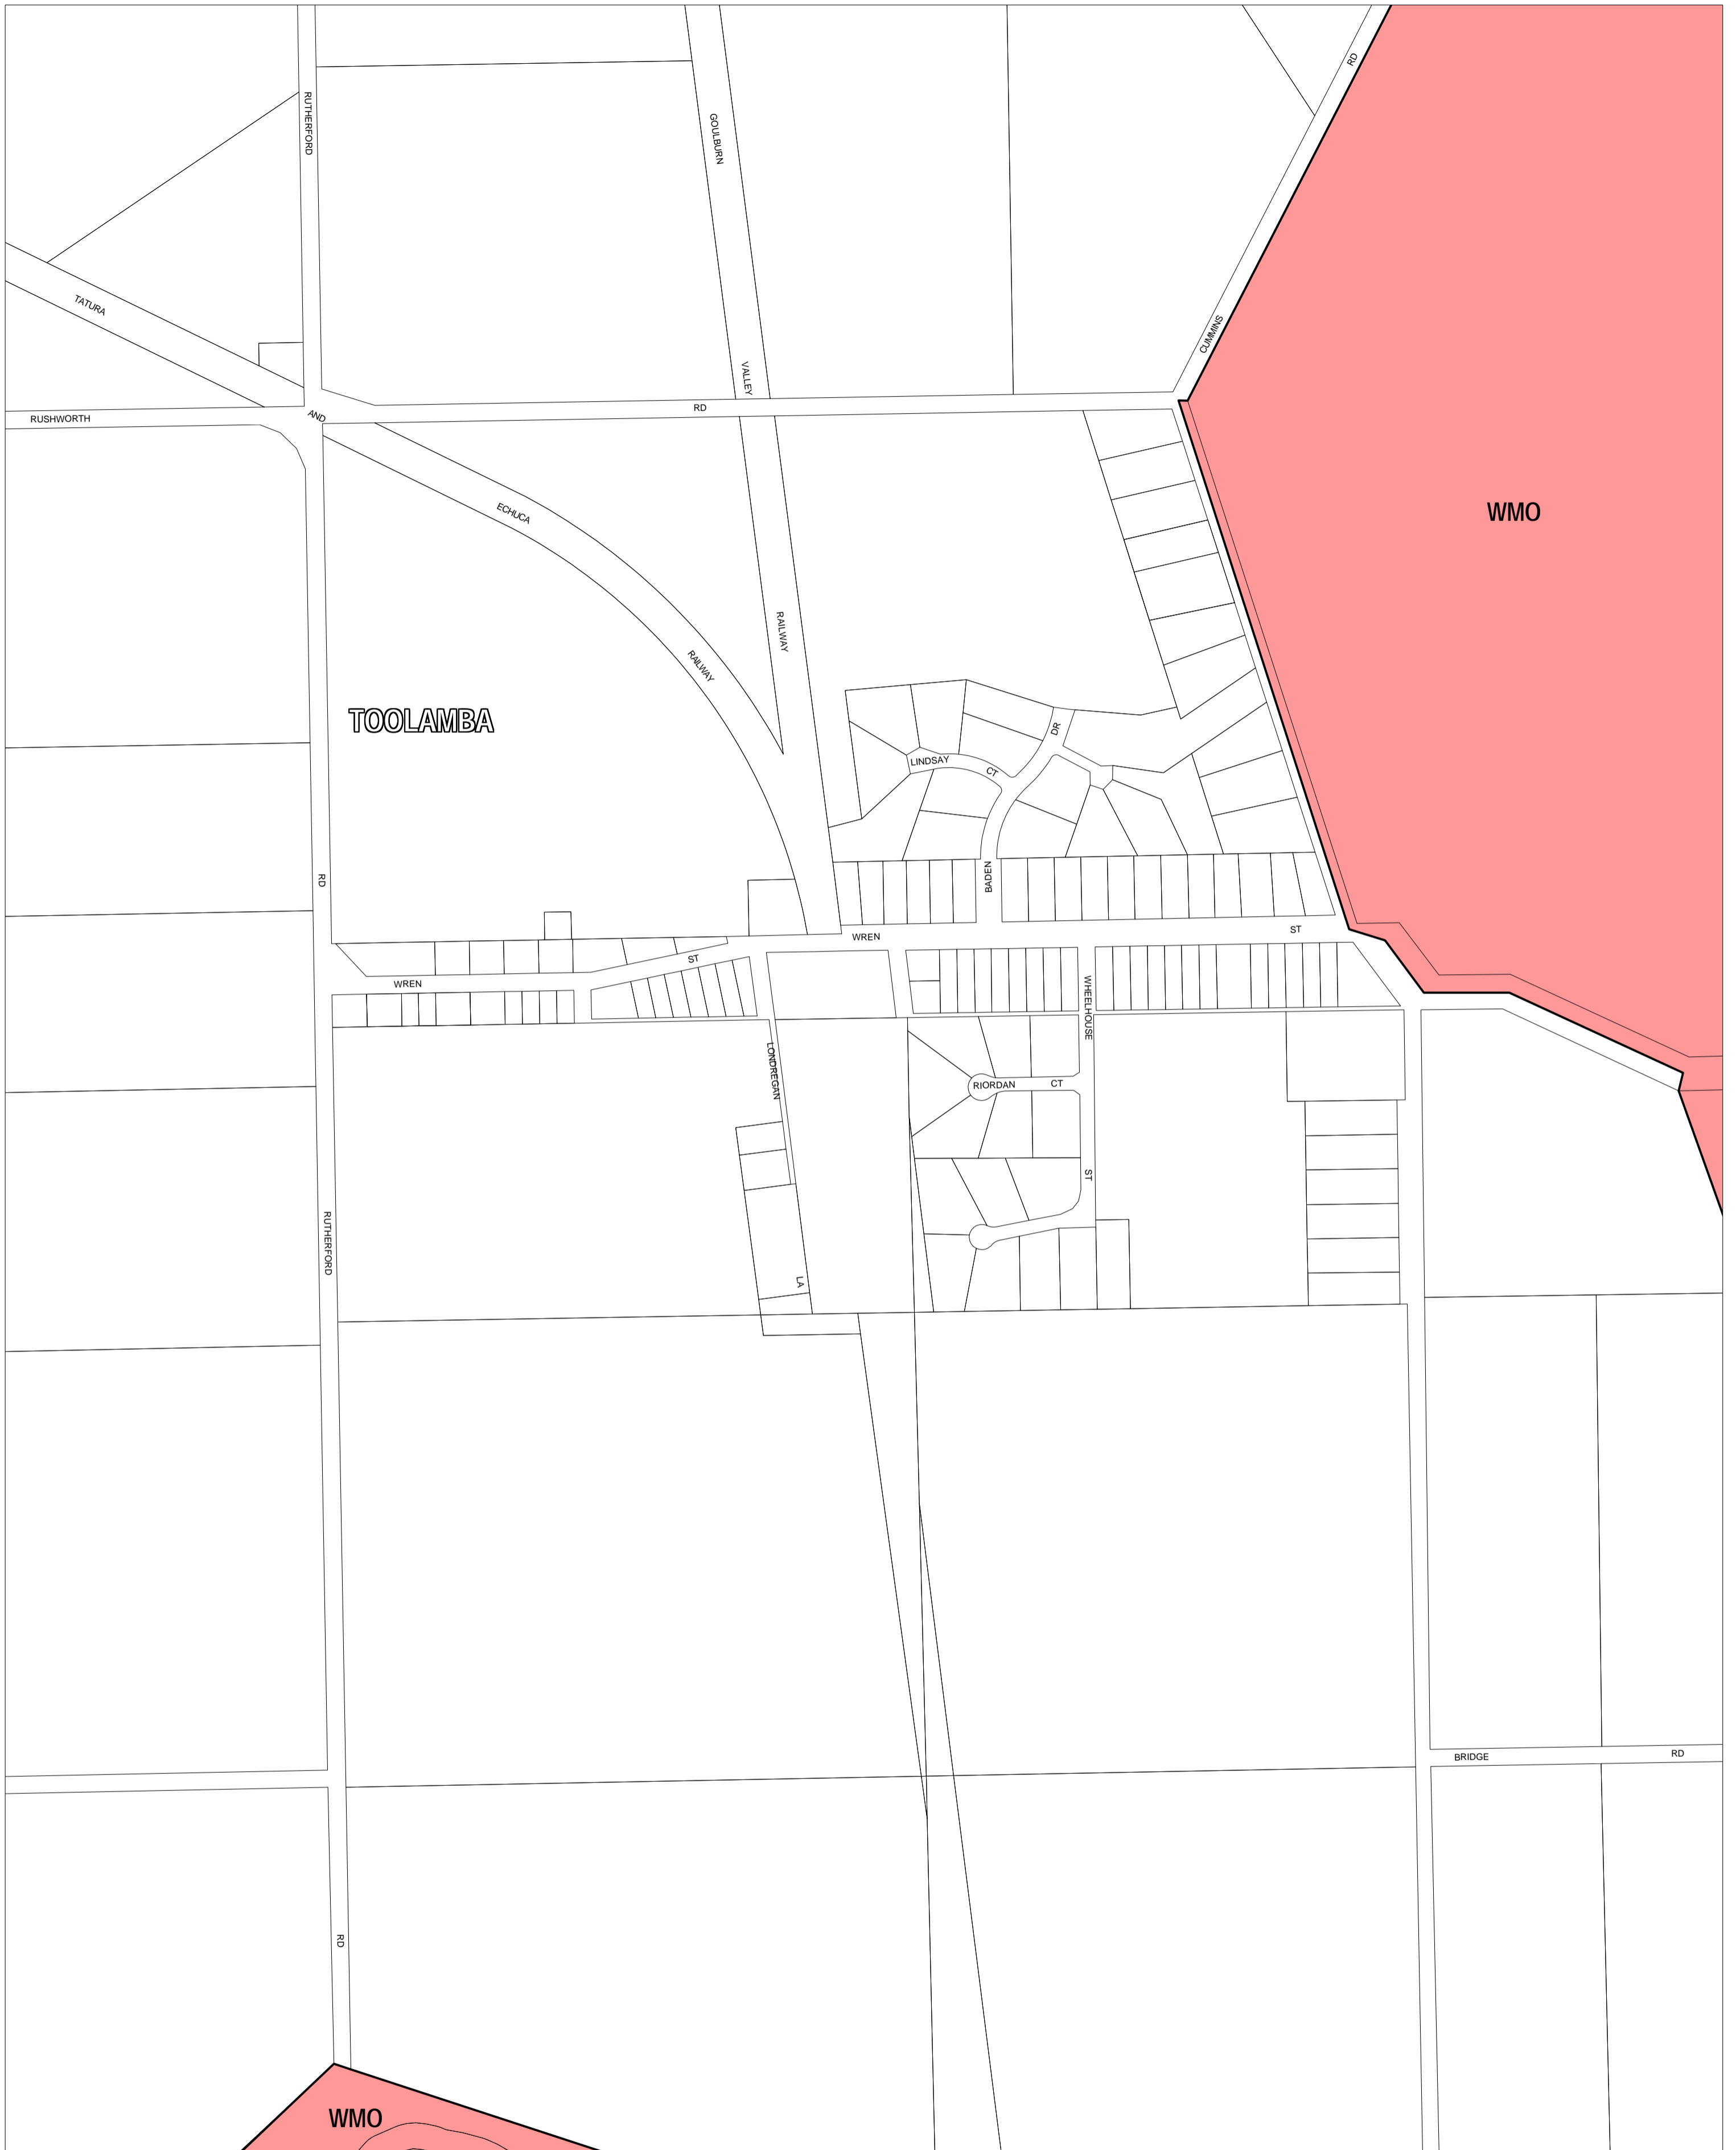 RD
RUTHERFORD
GOULBURN
TATURA
CUMMINS
VALLEY
RUSHWORTH
AND
RD
WMO
ECHUCA
RAILWAY
RAILWAY
TOOLAMBA
DR
LINDSAY
CT
BADEN
RD
WREN
ST
ST
WREN
WHEELHOUSE
LONDREGAN
RIORDAN
CT
ST
RUTHERFORD
LA
BRIDGE
RD
RD
WMO